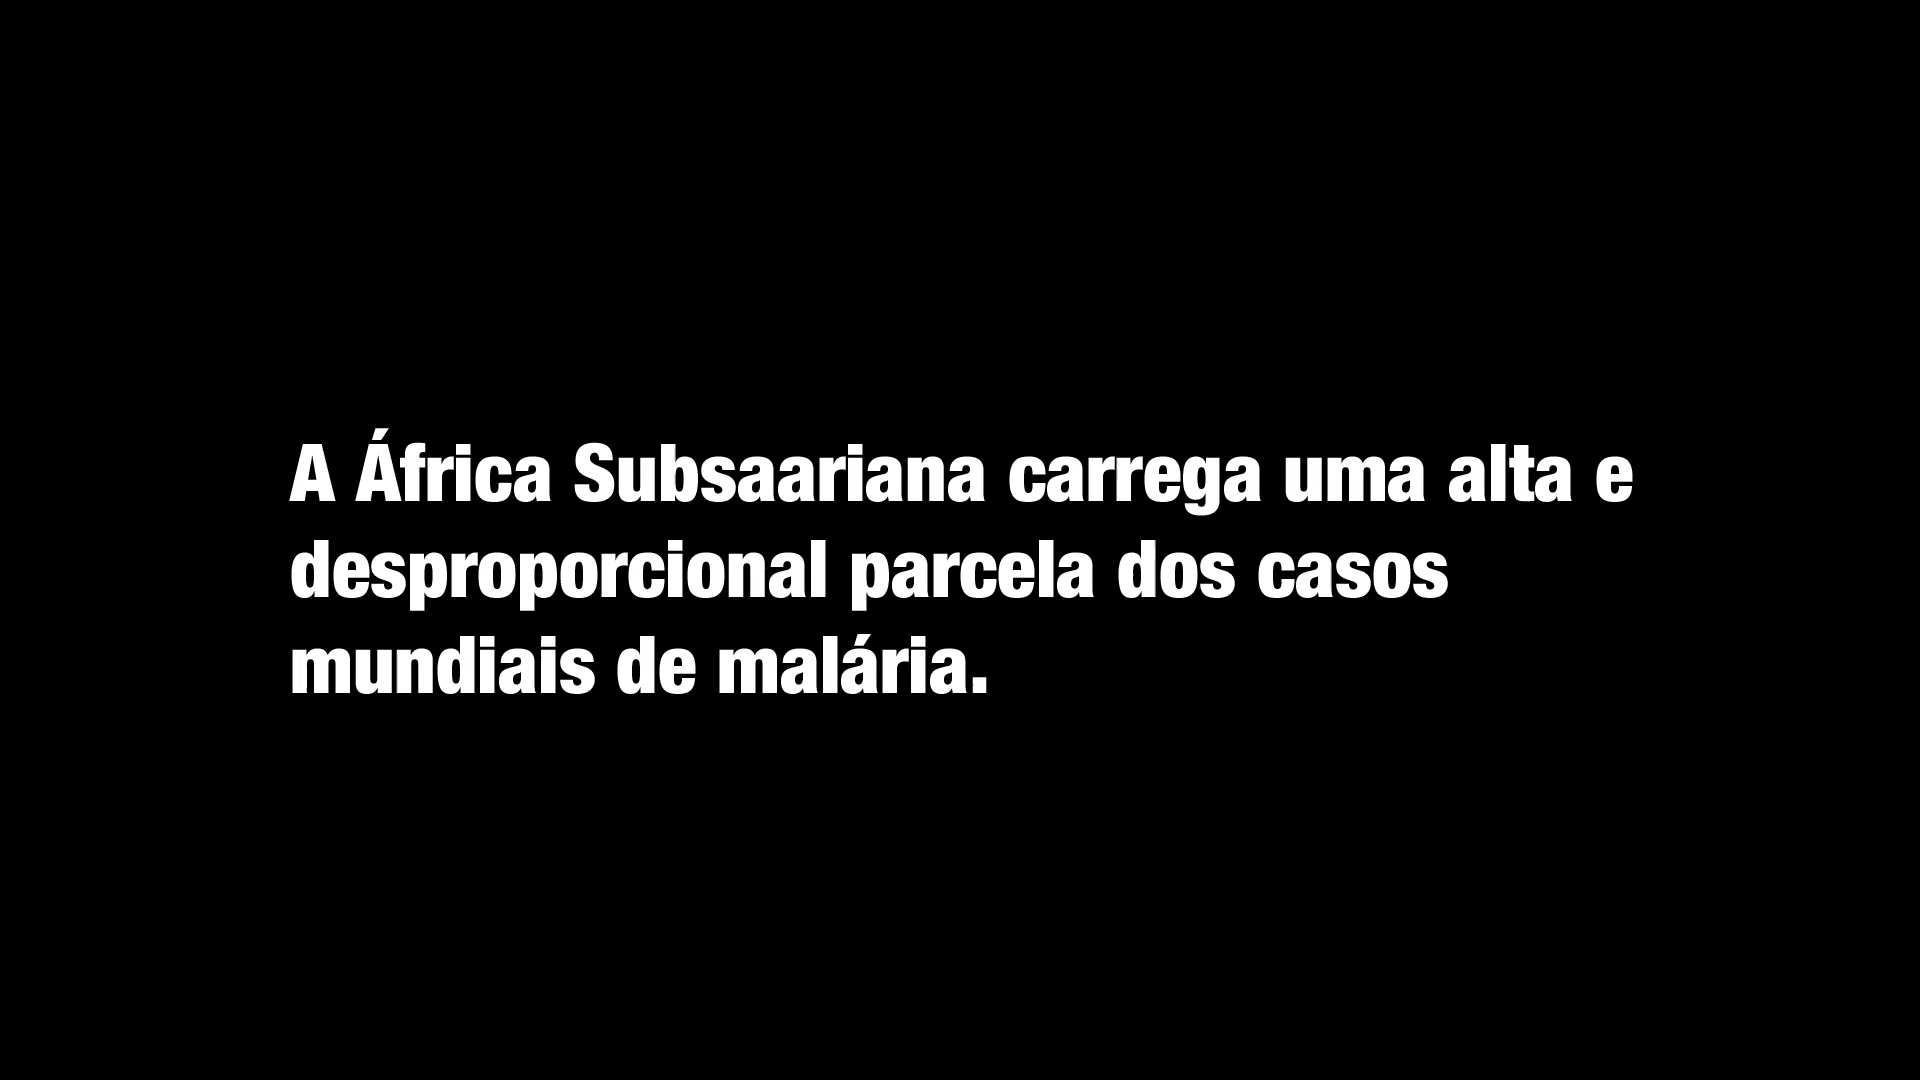 A África Subsaariana carrega uma alta e
desproporcional parcela dos casos
mundiais de malária.